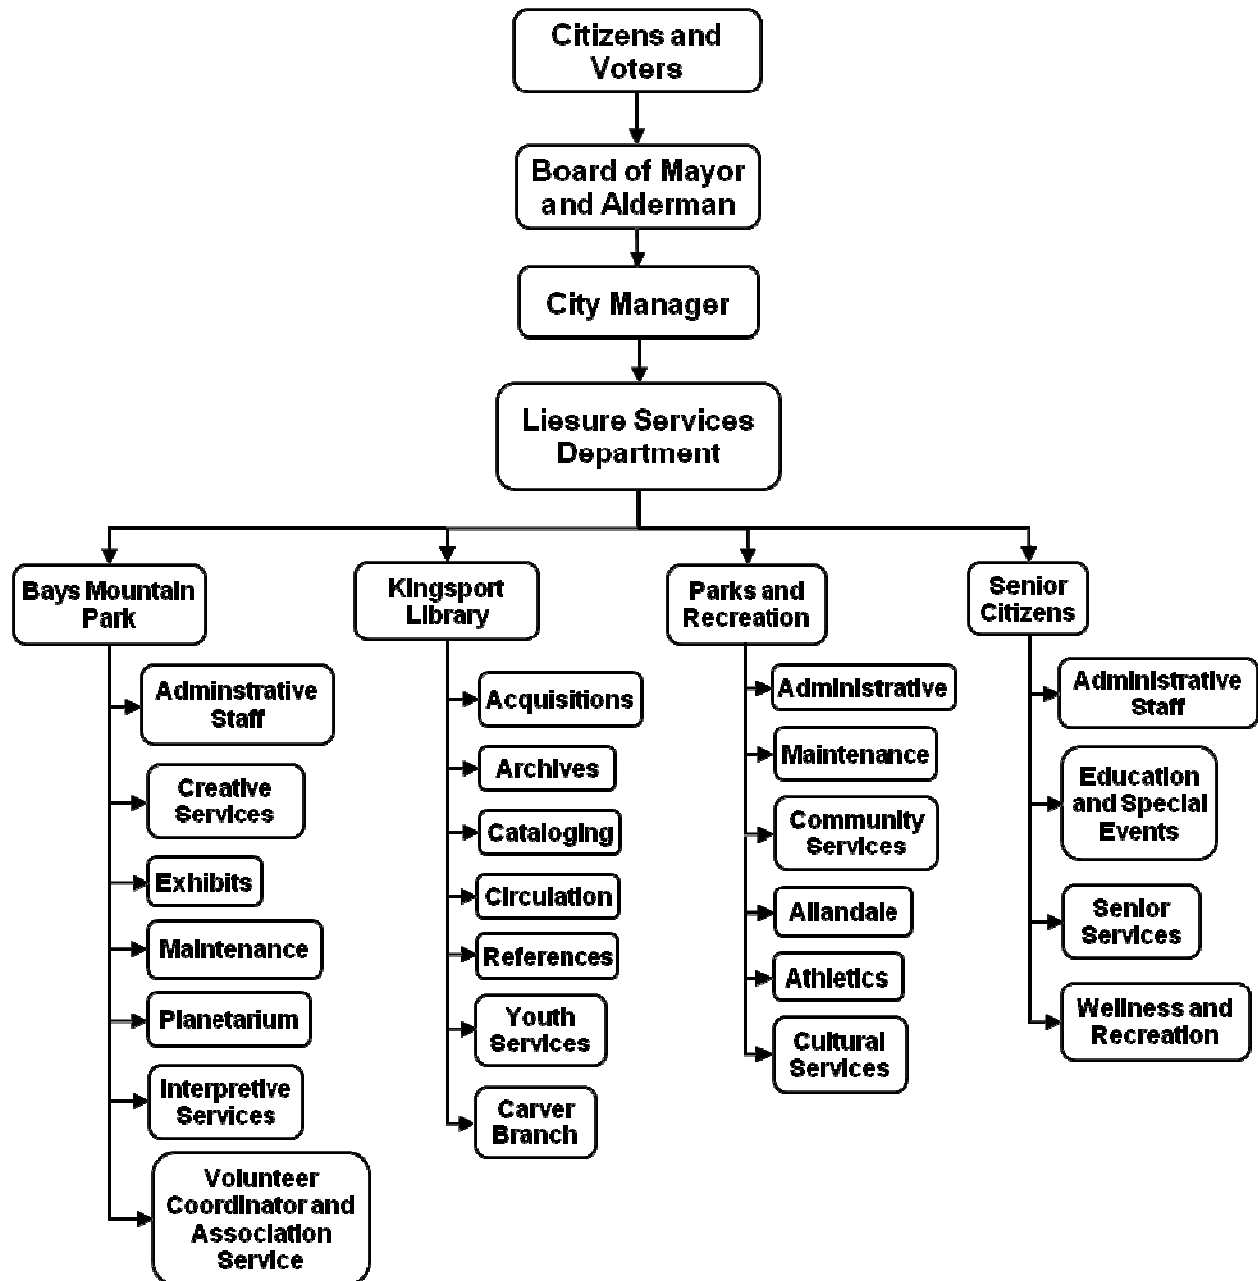 Citizens and
Voters
Board of Mayor
and Alderman
City Manager
Liesure Services
Department
Bays Mountain
Park
Adminstrative
Staff
Creative
Services
Exhibits
Maintenance
Planetarium
Interpretive
Services
Volunteer
Coordinator and
Association
Service
Kingsport
Library
Acquisitions
Archives
Cataloging
Circulation
References
Youth
Services
Carver
Branch
Parks and
Recreation
Administrative
Maintenance
Community
Services
Allandale
Athletics
Cultural
Services
Senior
Citizens
Administrative
Staff
Education
and Special
Events
Senior
Services
Wellness and
Recreation